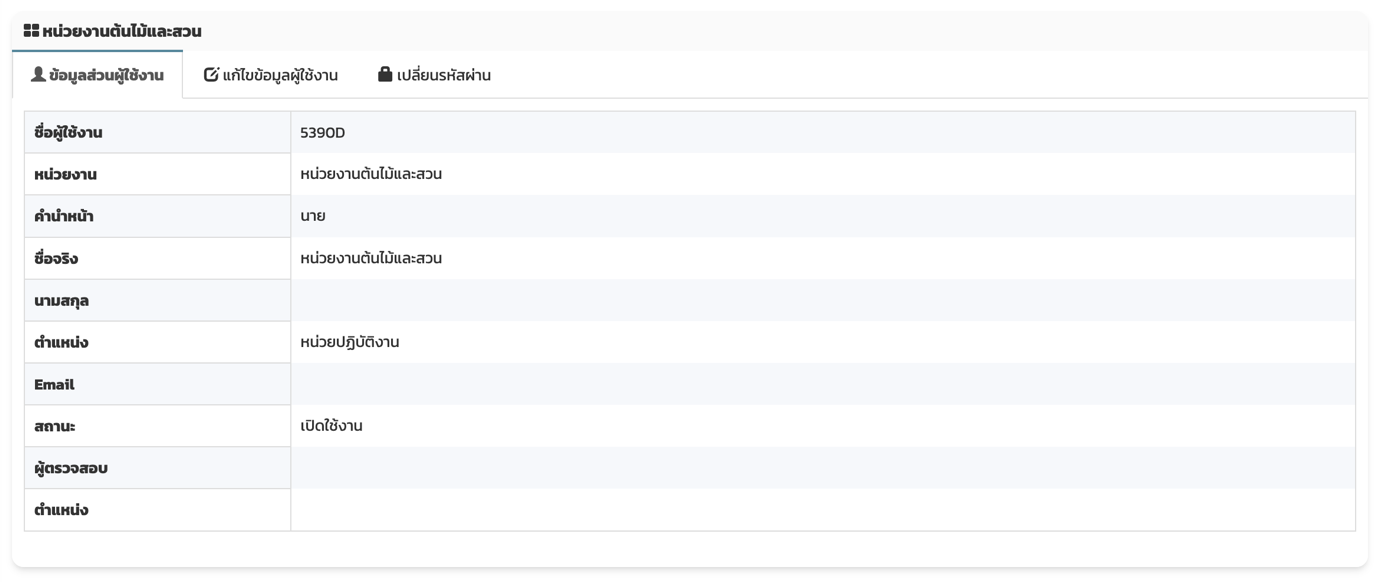 หน่วยงานต้นไม้และสวน
ข้อมูลส่วนผู้ใช้งาน แก้ไขข้อมูลผู้ใช้งาน เปลี่ยนรหัสผ่าน
ชื่อผู้ใช้งาน 5390D
หน่วยงาน หน่วยงานต้นไม้และสวน
คำนำหน้า นาย
ชื่อจริง หน่วยงานต้นไม้และสวน
นามสกุล
ตำแหน่ง หน่วยปฏิบัติงาน
Email
สถานะ เปิดใช้งาน
ผู้ตรวจสอบ
ตำแหน่ง